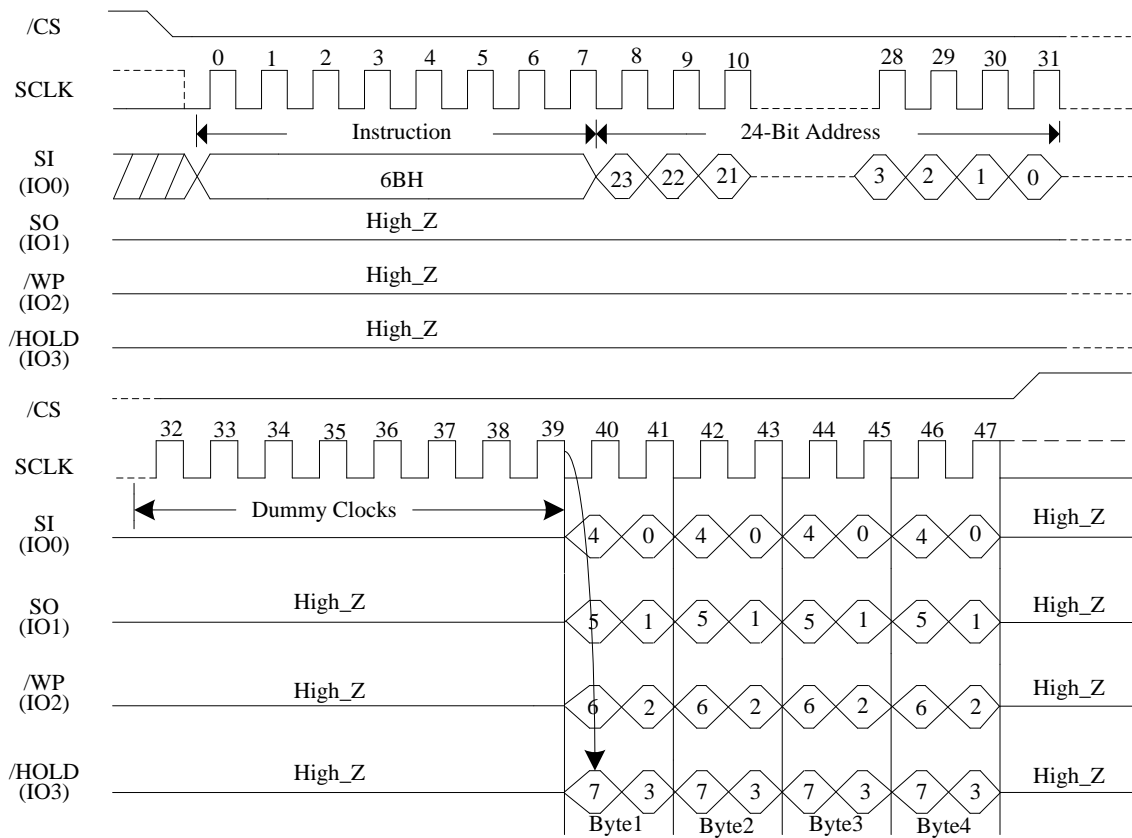 /CS
0 1 2 3 4 5 6 7 8 9 10 28 29 30 31
SCLK
Instruction 24-Bit Address
SI
(IO0)
6BH 23 22 21 3 2 1 0
SO
(IO1)
High_Z
/WP
(IO2)
High_Z
/HOLD
(IO3)
High_Z
/CS
32 33 34 35 36 37 38 39 40 41 42 43 44 45 46 47
SCLK
Dummy Clocks
SI
(IO0)
4 0 4 0 4 0 4 0 High_Z
SO
(IO1)
High_Z 5 1 5 1 5 1 5 1 High_Z
/WP
(IO2)
High_Z 6 2 6 2 6 2 6 2 High_Z
/HOLD
(IO3)
High_Z 7 3 7 3 7 3 7 3 High_Z
Byte1 Byte2 Byte3 Byte4